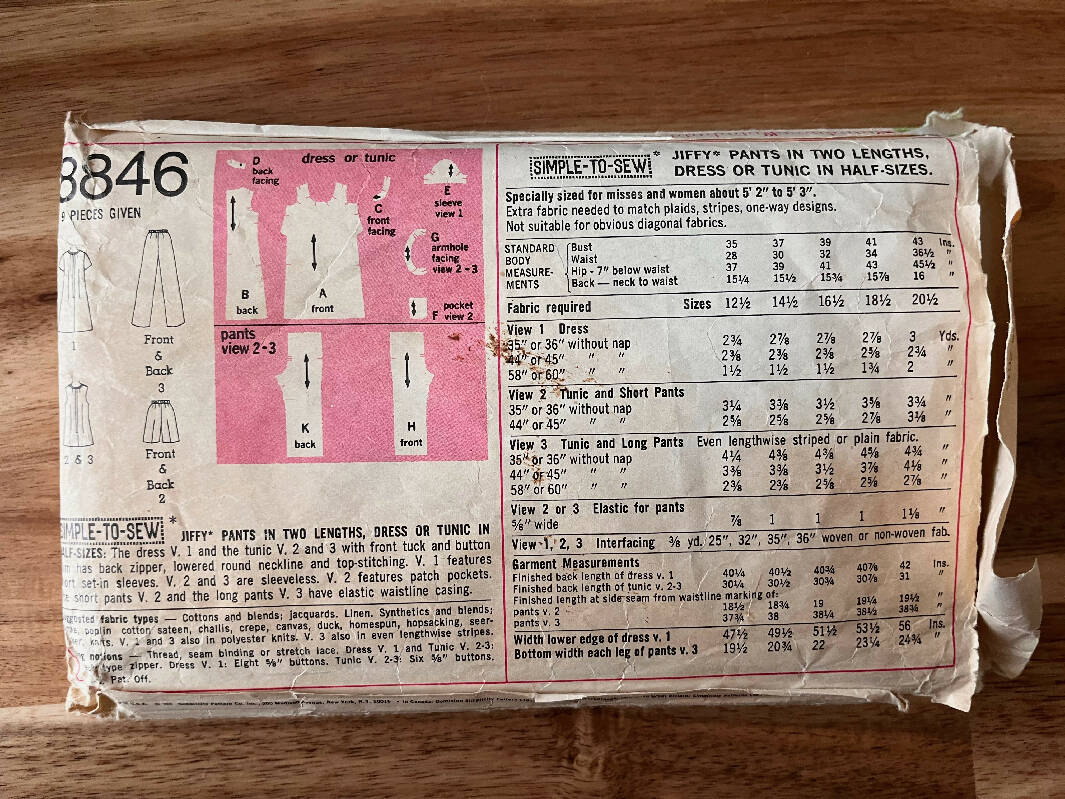 8846
9 PIECES GIVEN
D
back
facing
dress or tunic
C
front
facing
E
sleeve
view 1
G
armhole
facing
view 2-3
B
back
A
front
F
pocket
view 2
pants
view 2-3
K
back
H
front
1
Front
&
Back
3
2 & 3
Front
&
Back
2
SIMPLE-TO-SEW * JIFFY* PANTS IN TWO LENGTHS, DRESS OR TUNIC IN
HALF-SIZES: The dress V. 1 and the tunic V. 2 and 3 with front tuck and button
has back zipper, lowered round neckline and top-stitching. V. 1 features
set-in sleeves. V. 2 and 3 are sleeveless. V. 2 features patch pockets.
short pants V. 2 and the long pants V. 3 have elastic waistline casing.
fabric types — Cottons and blends; jacquards. Linen. Synthetics and blends;
poplin cotton sateen, challis, crepe, canvas, duck, homespun, hopsacking, seer-
knits. V. 1 and 3 also in polyester knits. V. 3 also in even lengthwise stripes.
notions — Thread, seam binding or stretch lace. Dress V. 1 and Tunic V. 2-3:
type zipper. Dress V. 1: Eight ⅝" buttons. Tunic V. 2-3: Six ⅝" buttons.
Pat. Off.
SIMPLE-TO-SEW * JIFFY* PANTS IN TWO LENGTHS,
DRESS OR TUNIC IN HALF-SIZES.
Specially sized for misses and women about 5' 2" to 5' 3".
Extra fabric needed to match plaids, stripes, one-way designs.
Not suitable for obvious diagonal fabrics.
STANDARD BODY MEASURE-MENTS
Bust 35 37 39 41 43 Ins.
Waist 28 30 32 34 36½ "
Hip - 7" below waist 37 39 41 43 45½ "
Back — neck to waist 15¼ 15½ 15¾ 15⅞ 16 "
Fabric required Sizes 12½ 14½ 16½ 18½ 20½
View 1 Dress
35" or 36" without nap 2¾ 2⅞ 2⅞ 2⅞ 3 Yds.
44" or 45" " " 2⅜ 2⅜ 2⅜ 2⅝ 2¾ "
58" or 60" " " 1½ 1½ 1½ 1¾ 2 "
View 2 Tunic and Short Pants
35" or 36" without nap 3¼ 3⅜ 3½ 3⅝ 3¾ "
44" or 45" " " 2⅝ 2⅝ 2⅝ 2⅞ 3⅛ "
View 3 Tunic and Long Pants Even lengthwise striped or plain fabric.
35" or 36" without nap 4¼ 4⅜ 4⅜ 4⅝ 4¾ "
44" or 45" " " 3⅜ 3⅜ 3½ 3⅞ 4⅛ "
58" or 60" " " 2⅜ 2⅜ 2⅝ 2⅝ 2⅞ "
View 2 or 3 Elastic for pants
⅝" wide ⅞ 1 1 1 1⅛ "
View 1, 2, 3 Interfacing ⅜ yd. 25", 32", 35", 36" woven or non-woven fab.
Garment Measurements
Finished back length of dress v. 1 40¼ 40½ 40¾ 40⅞ 42 Ins.
Finished back length of tunic v. 2-3 30¼ 30½ 30¾ 30⅞ 31 "
Finished length at side seam from waistline marking of:
pants v. 2 18½ 18¾ 19 19¼ 19½ "
pants v. 3 37¾ 38 38¼ 38½ 38¾ "
Width lower edge of dress v. 1 47½ 49½ 51½ 53½ 56 Ins.
Bottom width each leg of pants v. 3 19½ 20¾ 22 23¼ 24¾ "